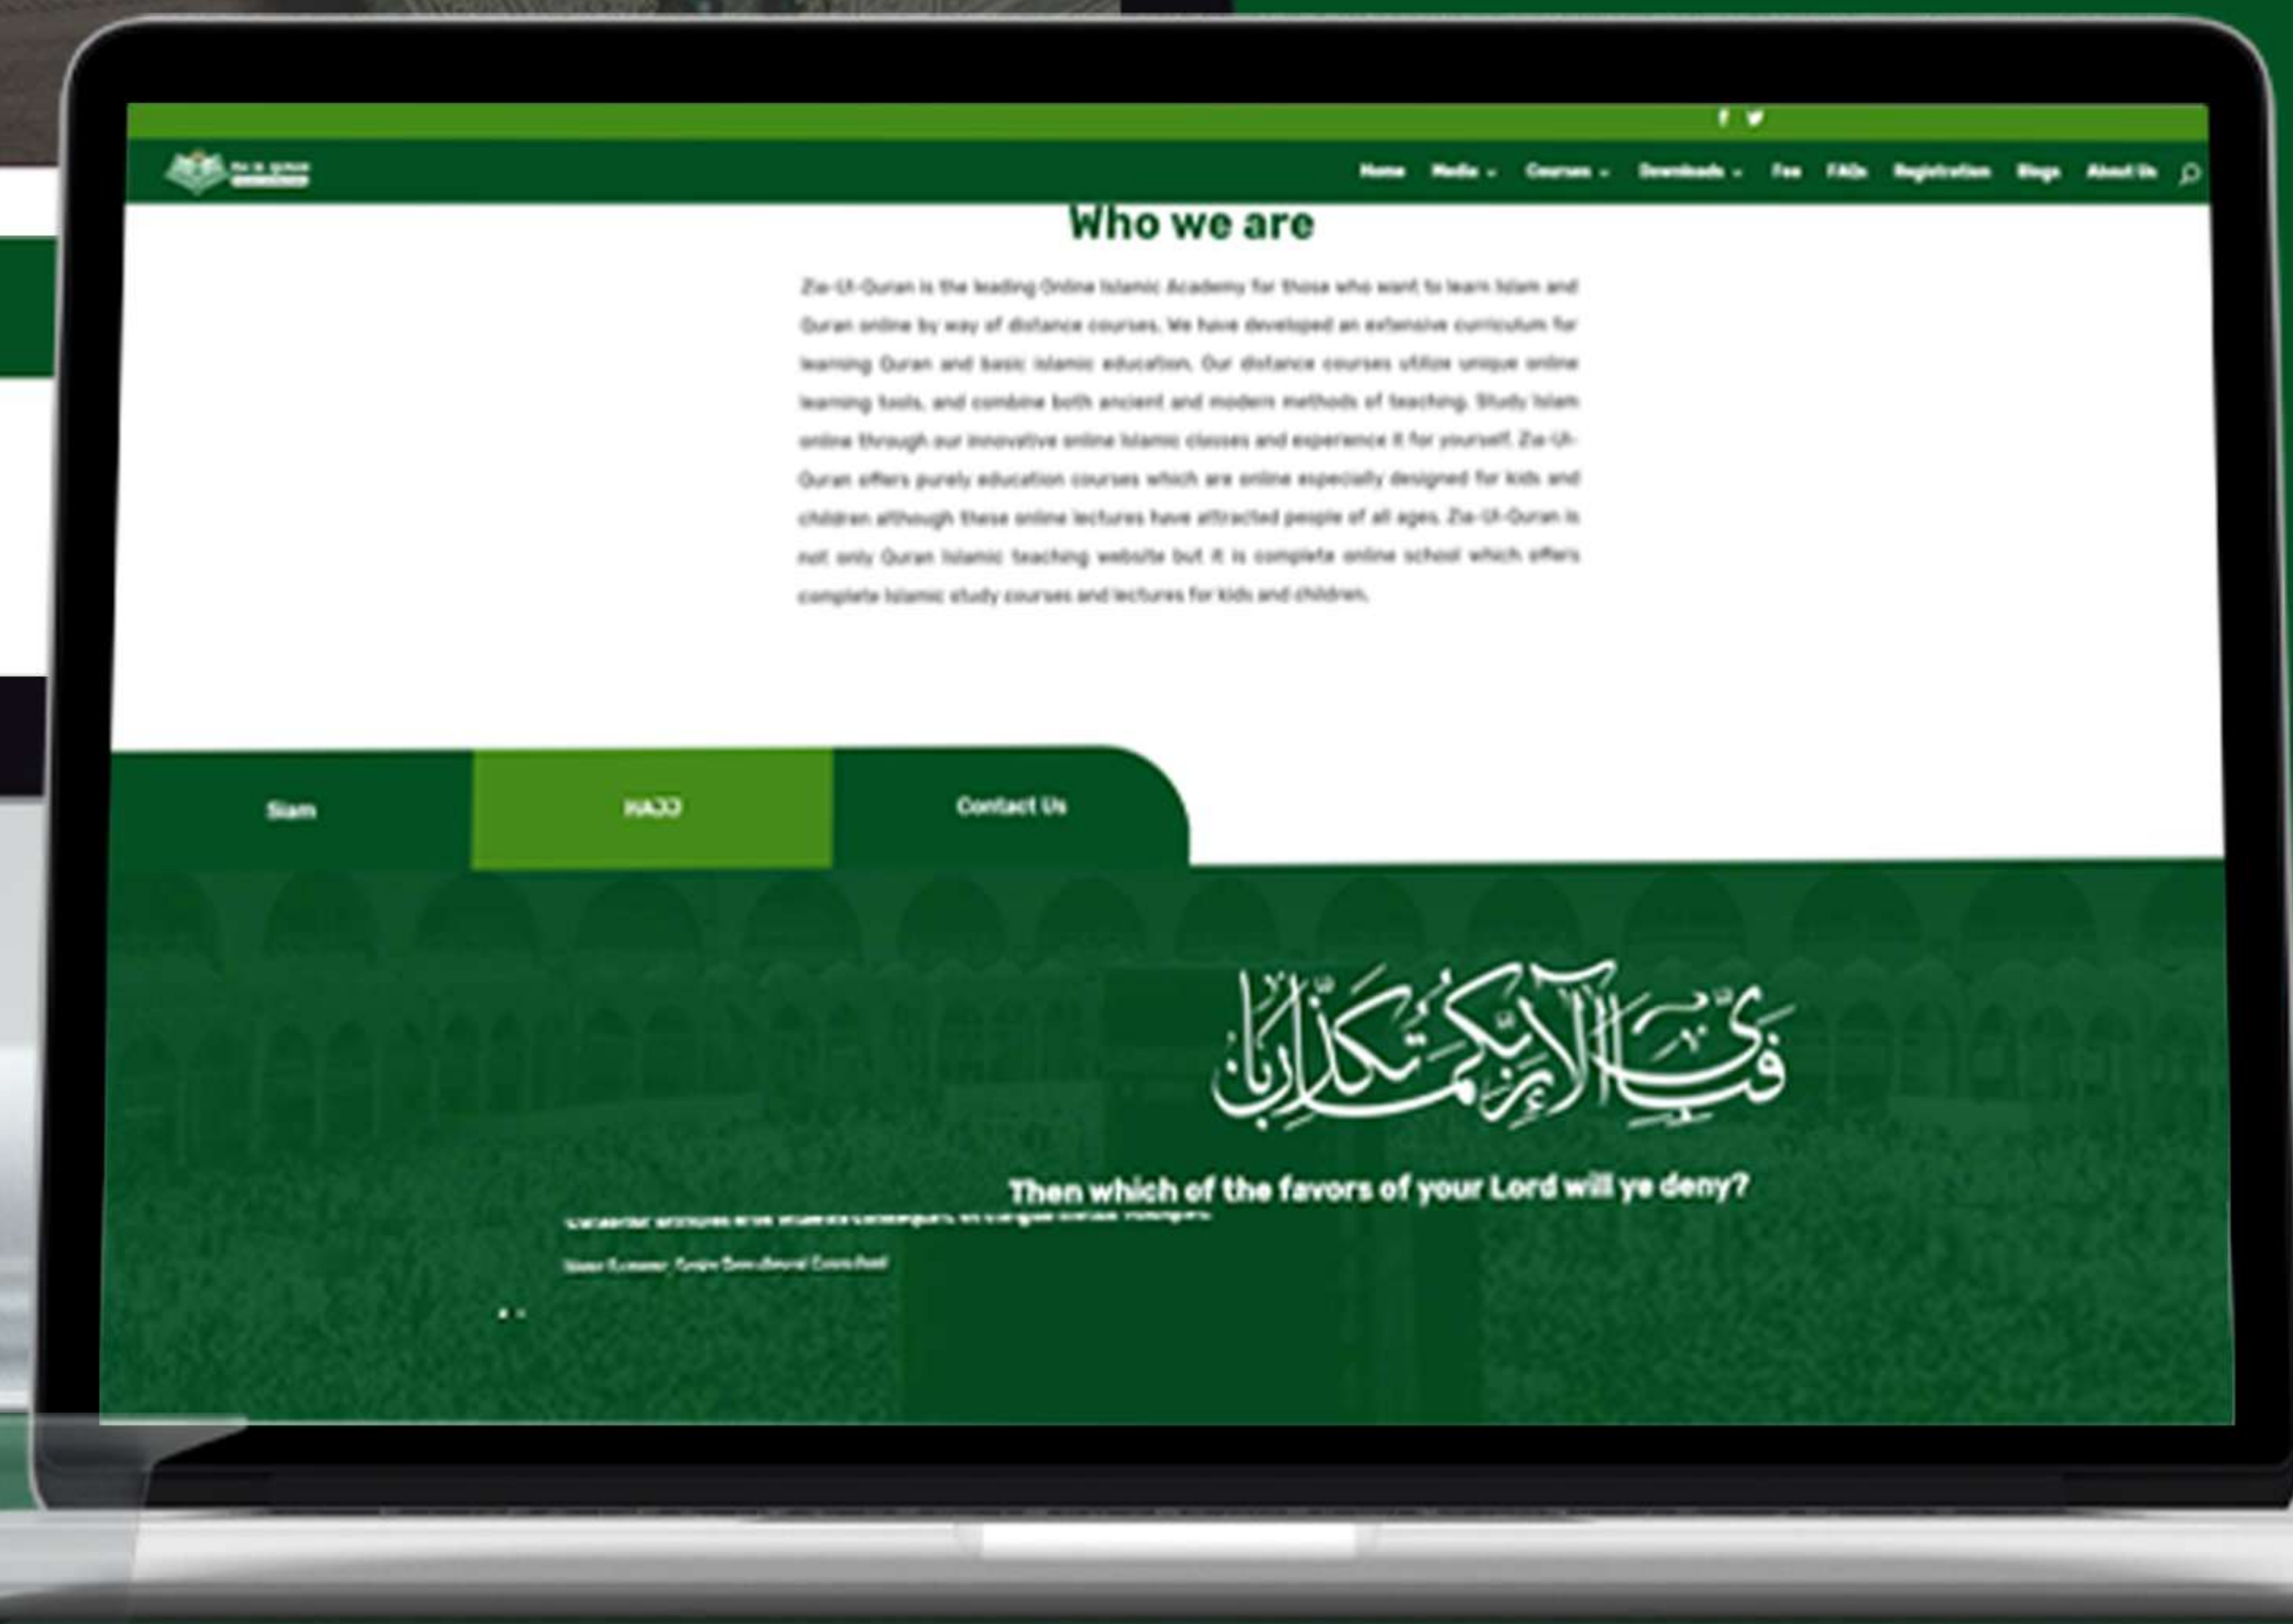 Home Media Courses Downloads Fee FAQs Registration Blogs About Us
Who we are
Zia-Ul-Quran is the leading Online Islamic Academy for those who want to learn Islam and
Quran online by way of distance courses. We have developed an extensive curriculum for
learning Quran and basic islamic education. Our distance courses utilize unique online
learning tools, and combine both ancient and modern methods of teaching. Study Islam
online through our innovative online Islamic classes and experience it for yourself. Zia-Ul-
Quran offers purely education courses which are online especially designed for kids and
children although these online lectures have attracted people of all ages. Zia-Ul-Quran is
not only Quran Islamic teaching website but it is complete online school which offers
complete Islamic study courses and lectures for kids and children.
Siam
HAJJ
Contact Us
فَبِأَيِّ آلَاءِ رَبِّكُمَا تُكَذِّبَانِ
Then which of the favors of your Lord will ye deny?